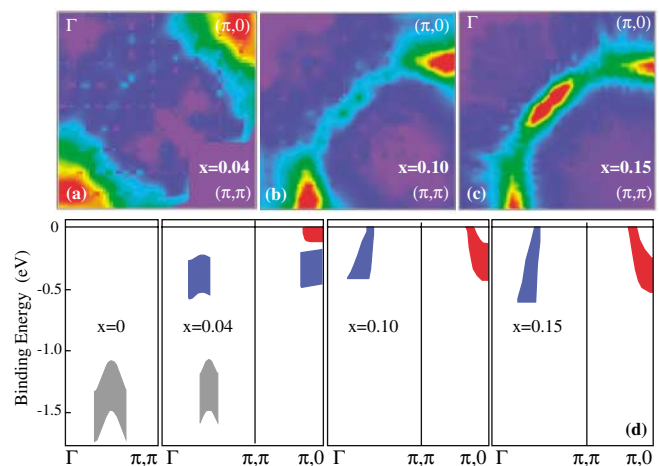 Γ (π,0) (π,0) Γ (π,0)
x=0.04 x=0.10 x=0.15
(a) (π,π) (b) (π,π) (c) (π,π)
0
-0.5
-1.0
-1.5
Binding Energy (eV)
x=0 x=0.04 x=0.10 x=0.15
(d)
Γ π,π Γ π,π π,0 Γ π,π π,0 Γ π,π π,0